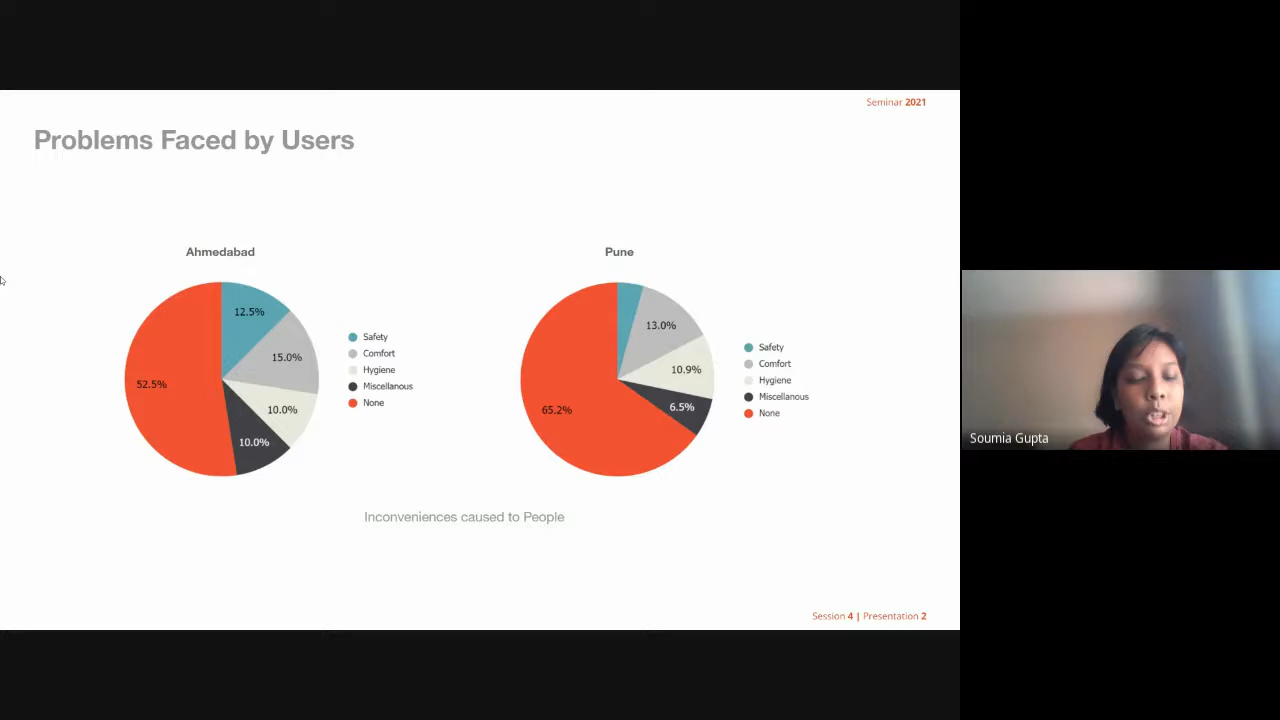 Seminar 2021
Problems Faced by Users
Ahmedabad
12.5%
15.0%
10.0%
10.0%
52.5%
Safety
Comfort
Hygiene
Miscellanous
None
Pune
13.0%
10.9%
6.5%
65.2%
Safety
Comfort
Hygiene
Miscellanous
None
Inconveniences caused to People
Session 4 | Presentation 2
Soumia Gupta